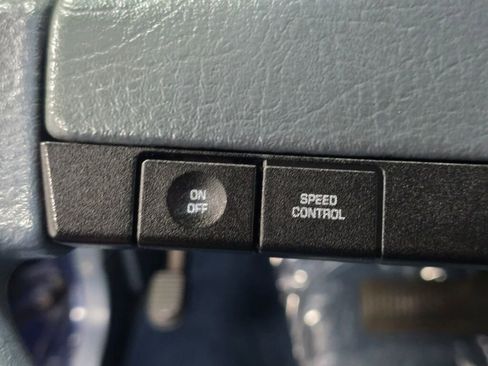 ON
OFF
SPEED
CONTROL